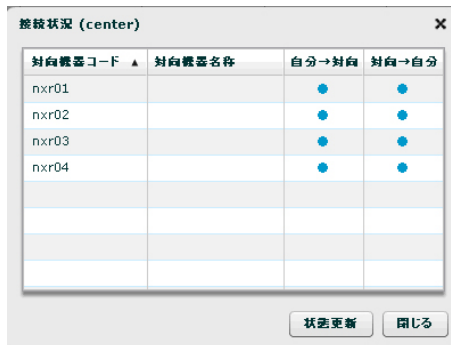 接続状況 (center)
対向機器コード ▲ 対向機器名称 自分→対向 対向→自分
nxr01
nxr02
nxr03
nxr04
状態更新 閉じる